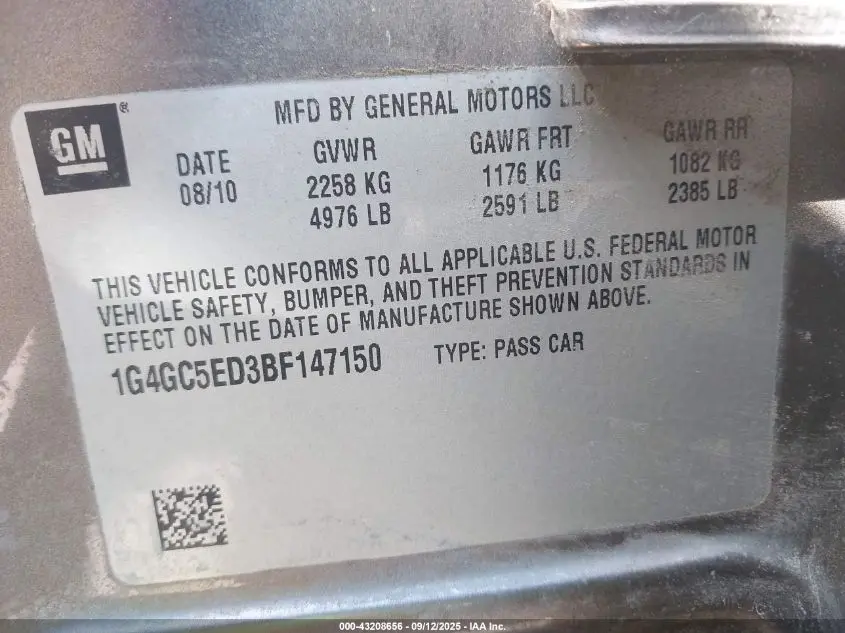 GM ®
MFD BY GENERAL MOTORS LLC
DATE GVWR GAWR FRT GAWR RR
08/10 2258 KG 1176 KG 1082 KG
4976 LB 2591 LB 2385 LB
THIS VEHICLE CONFORMS TO ALL APPLICABLE U.S. FEDERAL MOTOR
VEHICLE SAFETY, BUMPER, AND THEFT PREVENTION STANDARDS IN
EFFECT ON THE DATE OF MANUFACTURE SHOWN ABOVE.
1G4GC5ED3BF147150 TYPE: PASS CAR
000-43208656 - 09/12/2025 - IAA Inc.